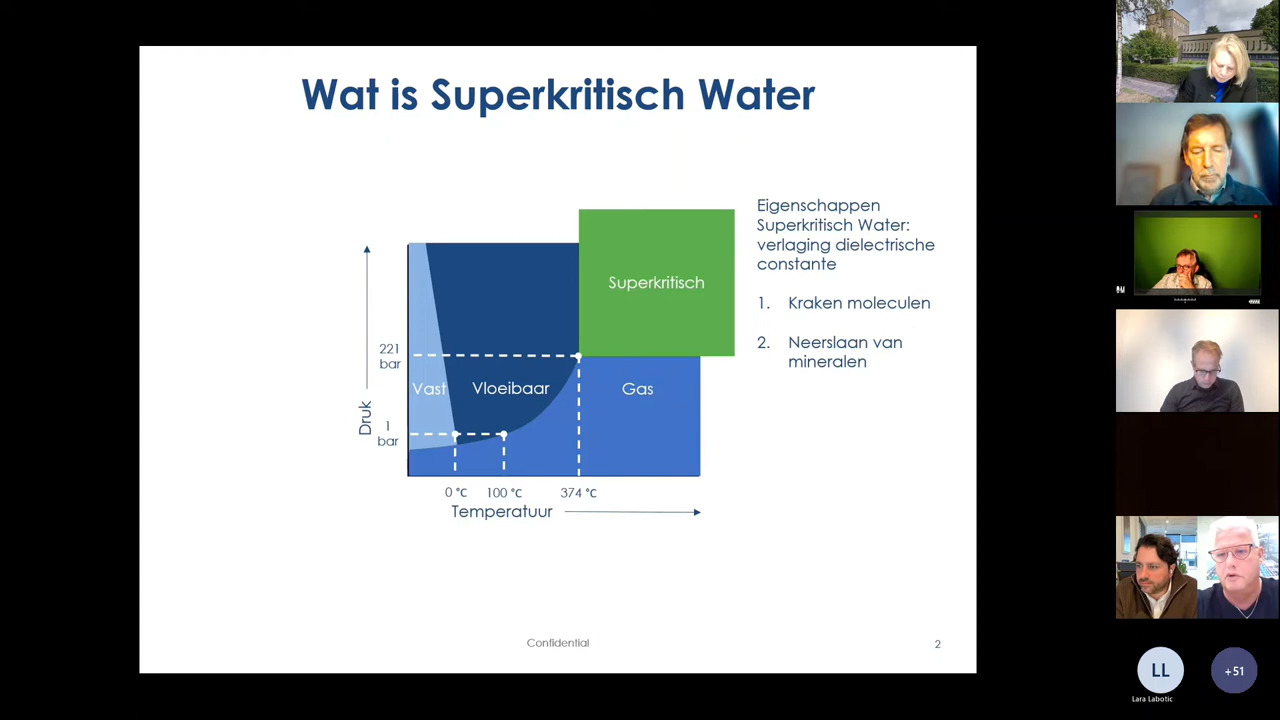 Wat is Superkritisch Water
Eigenschappen
Superkritisch Water:
verlaging dielectrische
constante
1. Kraken moleculen
2. Neerslaan van
mineralen
Superkritisch
221
bar
Vast
Vloeibaar
Gas
Druk
1
bar
0 °C
100 °C
374 °C
Temperatuur
Confidential
2
LL
Lara Labotic
+51